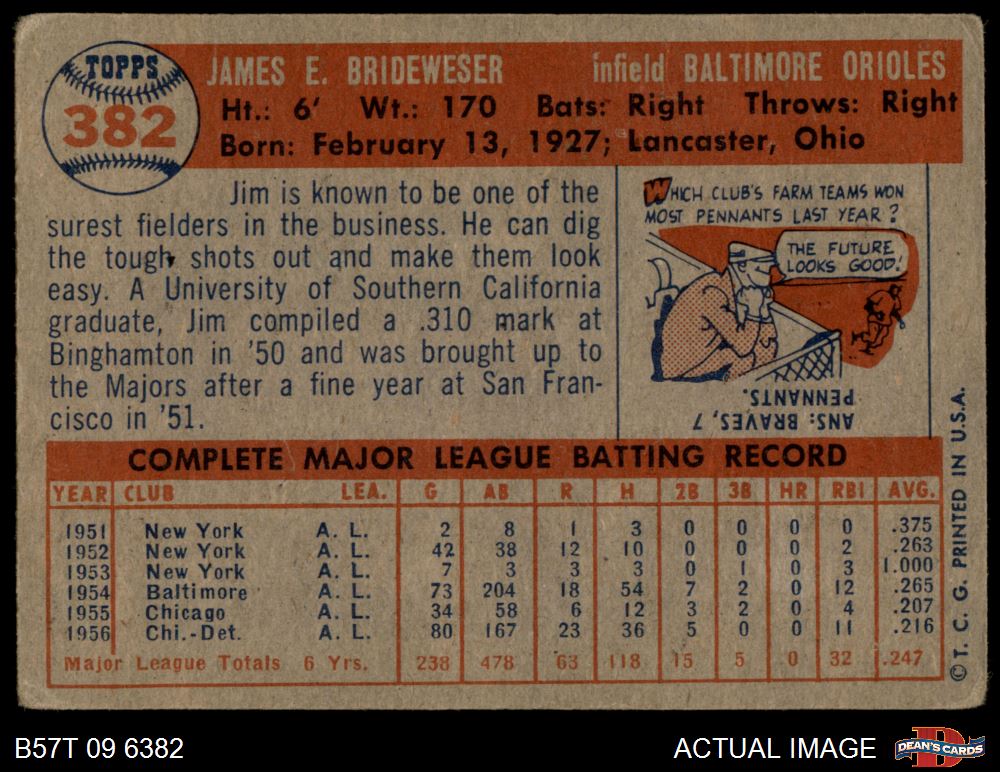 TOPPS
382
JAMES E. BRIDEWESER infield BALTIMORE ORIOLES
Ht.: 6' Wt.: 170 Bats: Right Throws: Right
Born: February 13, 1927; Lancaster, Ohio
Jim is known to be one of the
surest fielders in the business. He can dig
the tough shots out and make them look
easy. A University of Southern California
graduate, Jim compiled a .310 mark at
Binghamton in '50 and was brought up to
the Majors after a fine year at San Fran-
cisco in '51.
WHICH CLUB'S FARM TEAMS WON
MOST PENNANTS LAST YEAR?
THE FUTURE
LOOKS GOOD!
ANS: BRAVES, 7
PENNANTS.
COMPLETE MAJOR LEAGUE BATTING RECORD
YEAR CLUB LEA. G AB R H 2B 3B HR RBI AVG.
1951 New York A. L. 2 8 1 3 0 0 0 0 .375
1952 New York A. L. 42 38 12 10 0 0 0 2 .263
1953 New York A. L. 7 3 3 3 0 1 0 3 1.000
1954 Baltimore A. L. 73 204 18 54 7 2 0 12 .265
1955 Chicago A. L. 34 58 6 12 3 2 0 4 .207
1956 Chi.-Det. A. L. 80 167 23 36 5 0 0 11 .216
Major League Totals 6 Yrs. 238 478 63 118 15 5 0 32 .247
© T. C. G. PRINTED IN U.S.A.
B57T 09 6382
ACTUAL IMAGE
D
DEAN'S CARDS